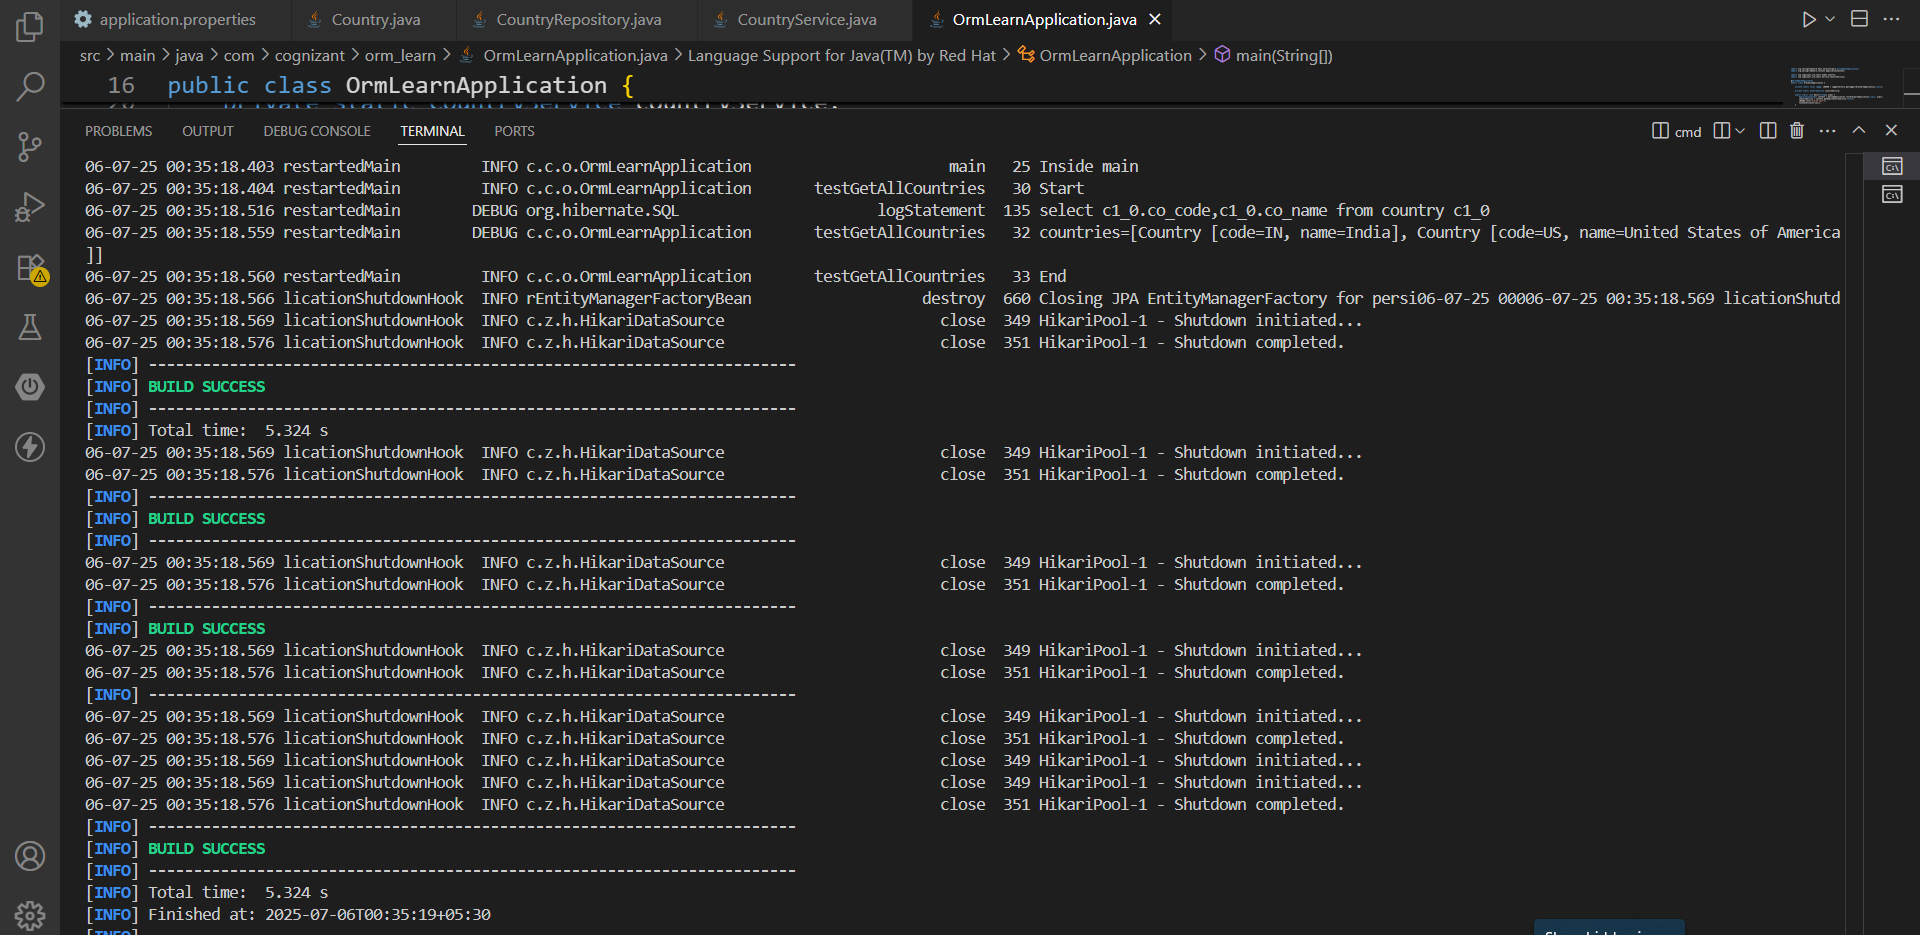 application.properties Country.java CountryRepository.java CountryService.java OrmLearnApplication.java
src > main > java > com > cognizant > orm_learn > OrmLearnApplication.java > Language Support for Java(TM) by Red Hat > OrmLearnApplication > main(String[])
16 public class OrmLearnApplication {
20 private static CountryService countryService;
PROBLEMS OUTPUT DEBUG CONSOLE TERMINAL PORTS cmd
06-07-25 00:35:18.403 restartedMain INFO c.c.o.OrmLearnApplication main 25 Inside main
06-07-25 00:35:18.404 restartedMain INFO c.c.o.OrmLearnApplication testGetAllCountries 30 Start
06-07-25 00:35:18.516 restartedMain DEBUG org.hibernate.SQL logStatement 135 select c1_0.co_code,c1_0.co_name from country c1_0
06-07-25 00:35:18.559 restartedMain DEBUG c.c.o.OrmLearnApplication testGetAllCountries 32 countries=[Country [code=IN, name=India], Country [code=US, name=United States of America
]]
06-07-25 00:35:18.560 restartedMain INFO c.c.o.OrmLearnApplication testGetAllCountries 33 End
06-07-25 00:35:18.566 licationShutdownHook INFO rEntityManagerFactoryBean destroy 660 Closing JPA EntityManagerFactory for persi06-07-25 00006-07-25 00:35:18.569 licationShutd
06-07-25 00:35:18.569 licationShutdownHook INFO c.z.h.HikariDataSource close 349 HikariPool-1 - Shutdown initiated...
06-07-25 00:35:18.576 licationShutdownHook INFO c.z.h.HikariDataSource close 351 HikariPool-1 - Shutdown completed.
[INFO] ------------------------------------------------------------------------
[INFO] BUILD SUCCESS
[INFO] ------------------------------------------------------------------------
[INFO] Total time:  5.324 s
06-07-25 00:35:18.569 licationShutdownHook INFO c.z.h.HikariDataSource close 349 HikariPool-1 - Shutdown initiated...
06-07-25 00:35:18.576 licationShutdownHook INFO c.z.h.HikariDataSource close 351 HikariPool-1 - Shutdown completed.
[INFO] ------------------------------------------------------------------------
[INFO] BUILD SUCCESS
[INFO] ------------------------------------------------------------------------
06-07-25 00:35:18.569 licationShutdownHook INFO c.z.h.HikariDataSource close 349 HikariPool-1 - Shutdown initiated...
06-07-25 00:35:18.576 licationShutdownHook INFO c.z.h.HikariDataSource close 351 HikariPool-1 - Shutdown completed.
[INFO] ------------------------------------------------------------------------
[INFO] BUILD SUCCESS
06-07-25 00:35:18.569 licationShutdownHook INFO c.z.h.HikariDataSource close 349 HikariPool-1 - Shutdown initiated...
06-07-25 00:35:18.576 licationShutdownHook INFO c.z.h.HikariDataSource close 351 HikariPool-1 - Shutdown completed.
[INFO] ------------------------------------------------------------------------
06-07-25 00:35:18.569 licationShutdownHook INFO c.z.h.HikariDataSource close 349 HikariPool-1 - Shutdown initiated...
06-07-25 00:35:18.576 licationShutdownHook INFO c.z.h.HikariDataSource close 351 HikariPool-1 - Shutdown completed.
06-07-25 00:35:18.569 licationShutdownHook INFO c.z.h.HikariDataSource close 349 HikariPool-1 - Shutdown initiated...
06-07-25 00:35:18.569 licationShutdownHook INFO c.z.h.HikariDataSource close 349 HikariPool-1 - Shutdown initiated...
06-07-25 00:35:18.576 licationShutdownHook INFO c.z.h.HikariDataSource close 351 HikariPool-1 - Shutdown completed.
[INFO] ------------------------------------------------------------------------
[INFO] BUILD SUCCESS
[INFO] ------------------------------------------------------------------------
[INFO] Total time:  5.324 s
[INFO] Finished at: 2025-07-06T00:35:19+05:30
[INFO]